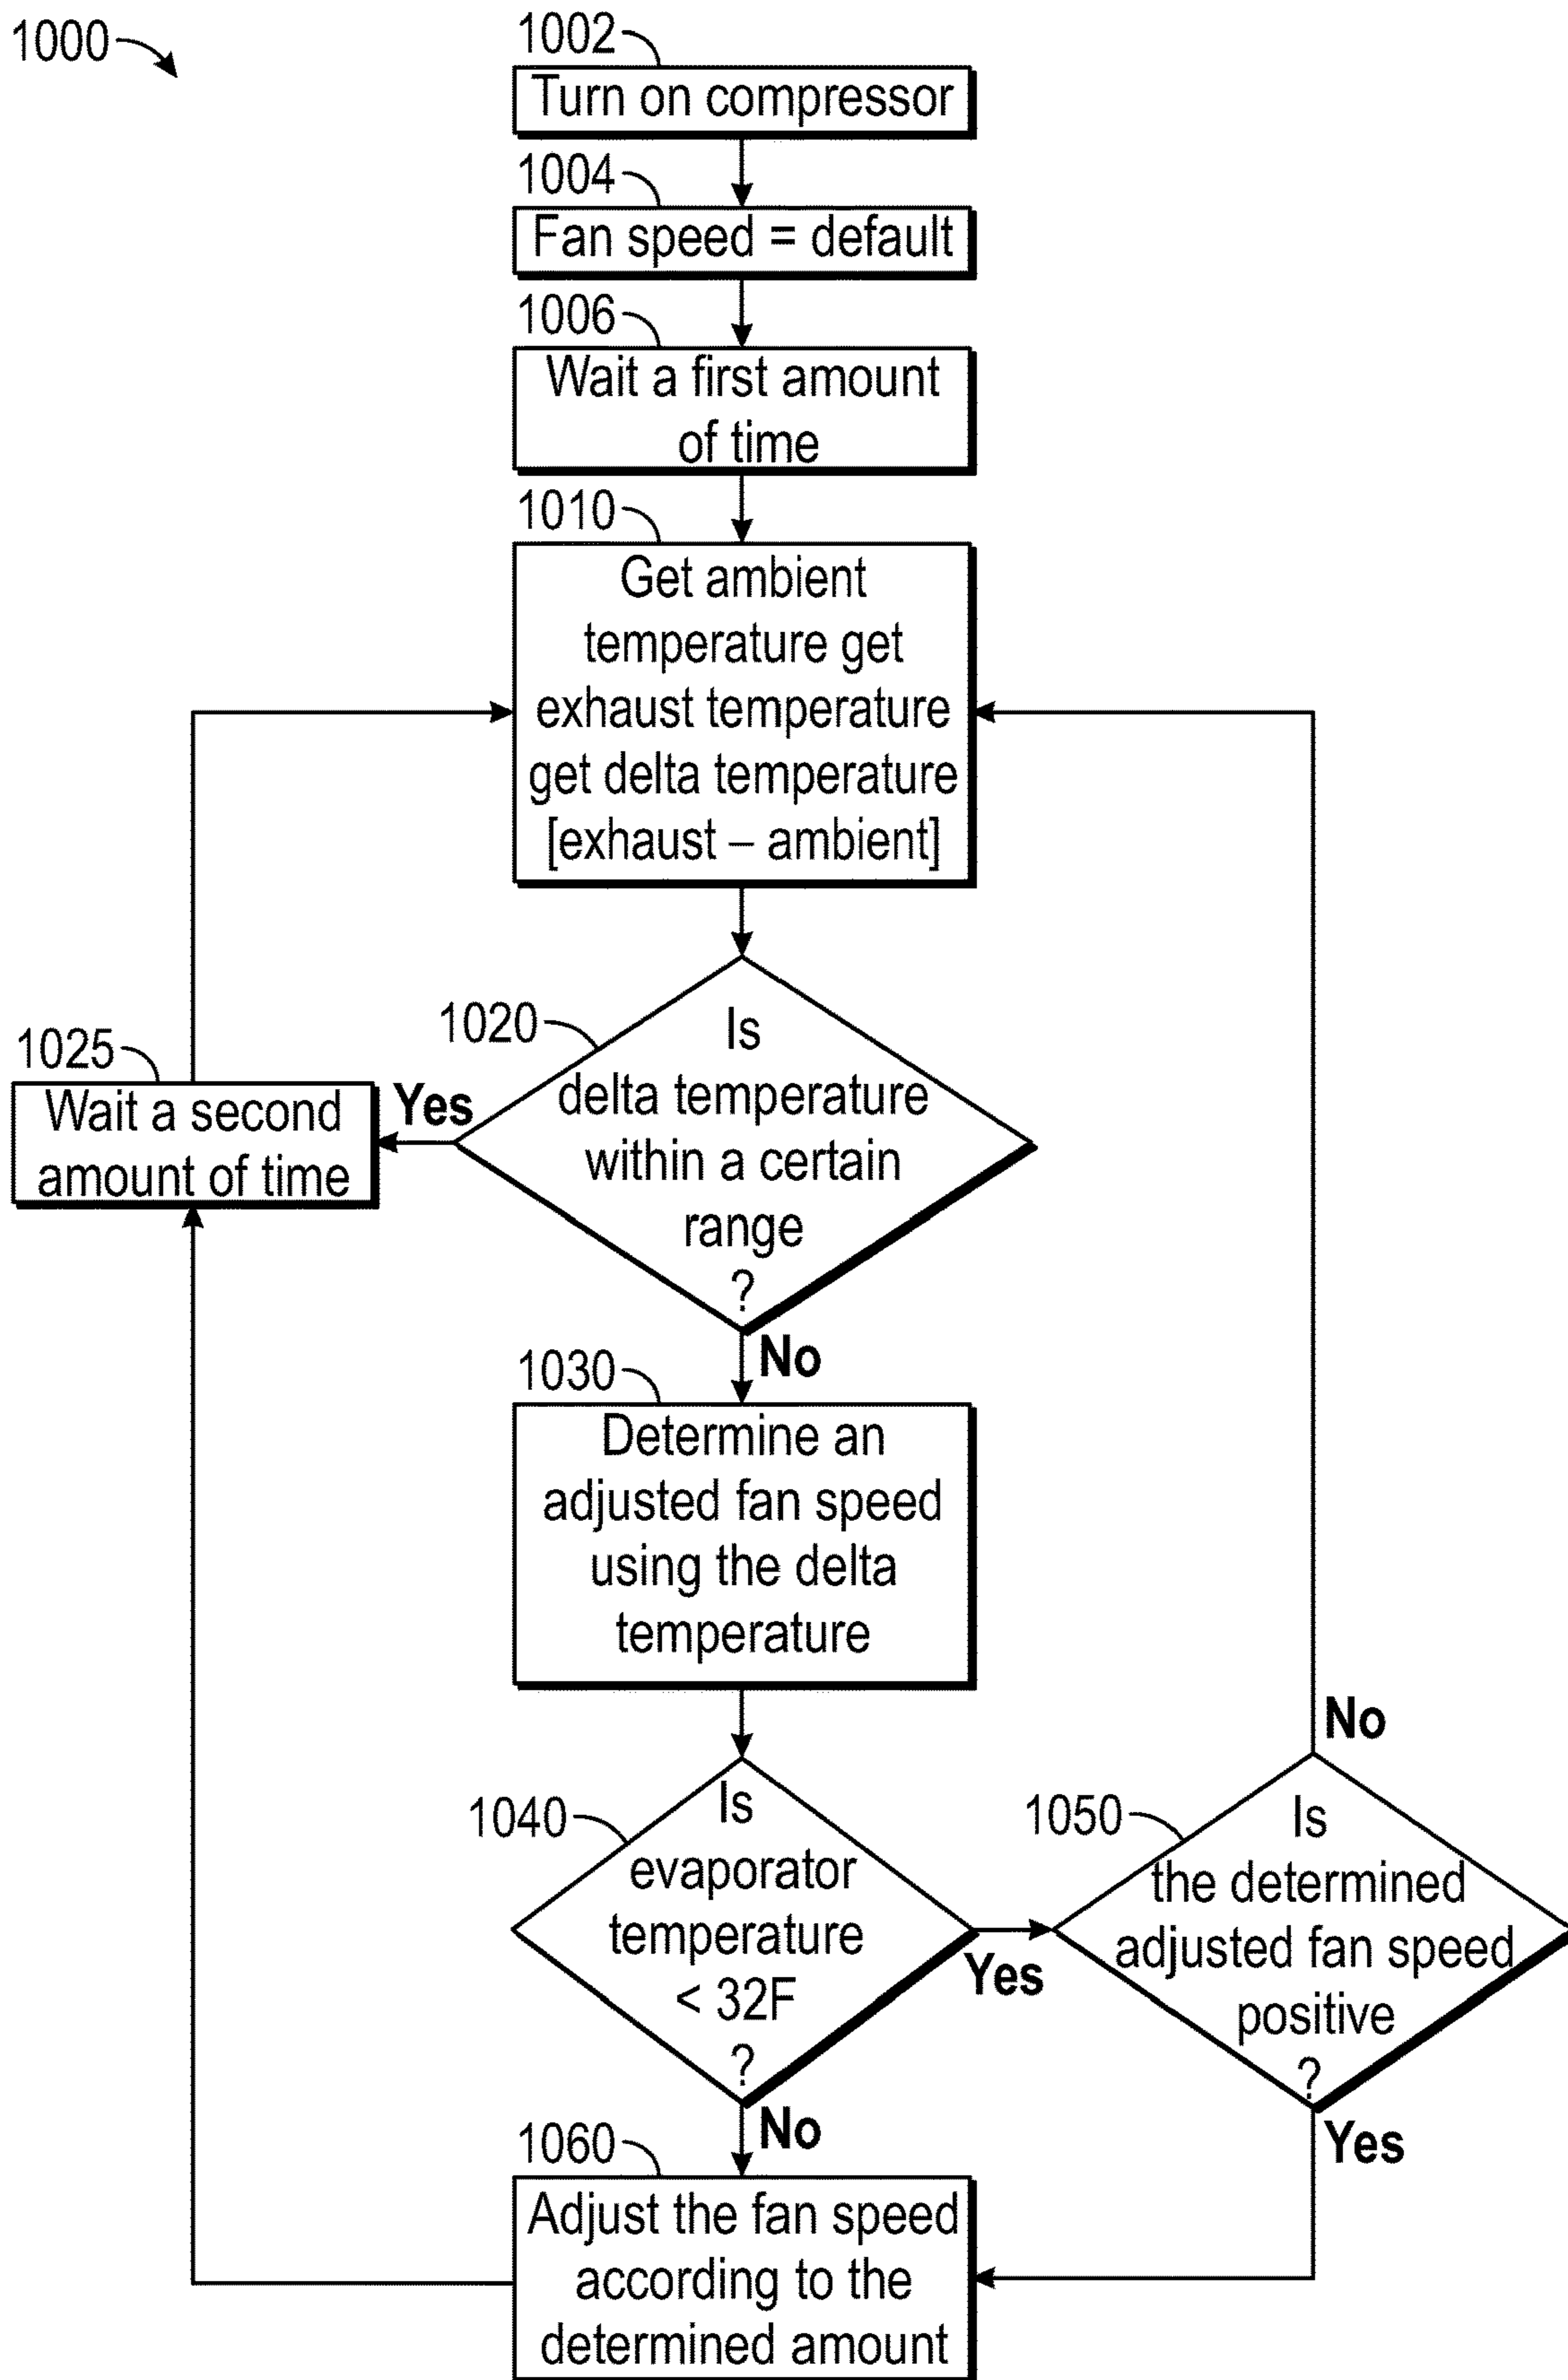 1000
1002
Turn on compressor
1004
Fan speed = default
1006
Wait a first amount
of time
1010
Get ambient
temperature get
exhaust temperature
get delta temperature
[exhaust – ambient]
1020
Is
delta temperature
within a certain
range
?
Yes
1025
Wait a second
amount of time
No
1030
Determine an
adjusted fan speed
using the delta
temperature
1040
Is
evaporator
temperature
< 32F
?
Yes
No
1050
Is
the determined
adjusted fan speed
positive
?
No
Yes
1060
Adjust the fan speed
according to the
determined amount